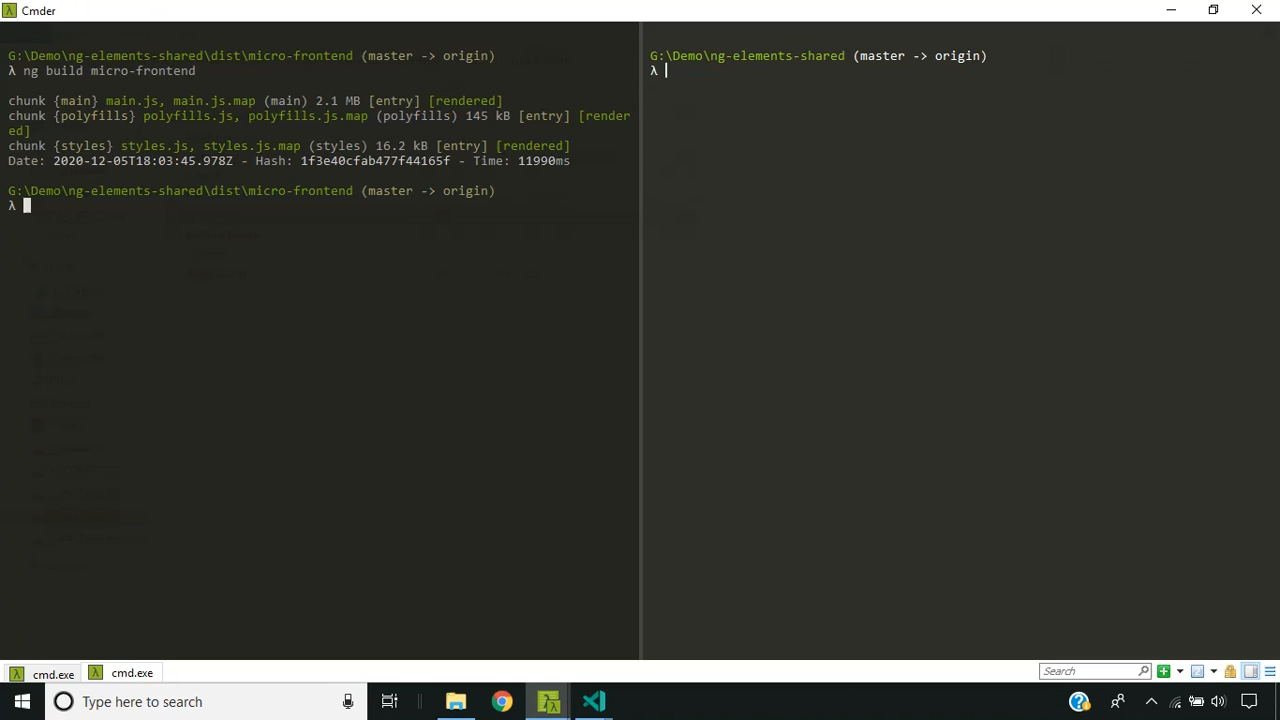 Cmder
G:\Demo\ng-elements-shared\dist\micro-frontend (master -> origin)
λ ng build micro-frontend
chunk {main} main.js, main.js.map (main) 2.1 MB [entry] [rendered]
chunk {polyfills} polyfills.js, polyfills.js.map (polyfills) 145 kB [entry] [render
ed]
chunk {styles} styles.js, styles.js.map (styles) 16.2 kB [entry] [rendered]
Date: 2020-12-05T18:03:45.978Z - Hash: 1f3e40cfab477f44165f - Time: 11990ms
G:\Demo\ng-elements-shared\dist\micro-frontend (master -> origin)
λ
G:\Demo\ng-elements-shared (master -> origin)
λ
cmd.exe
cmd.exe
Search
Type here to search